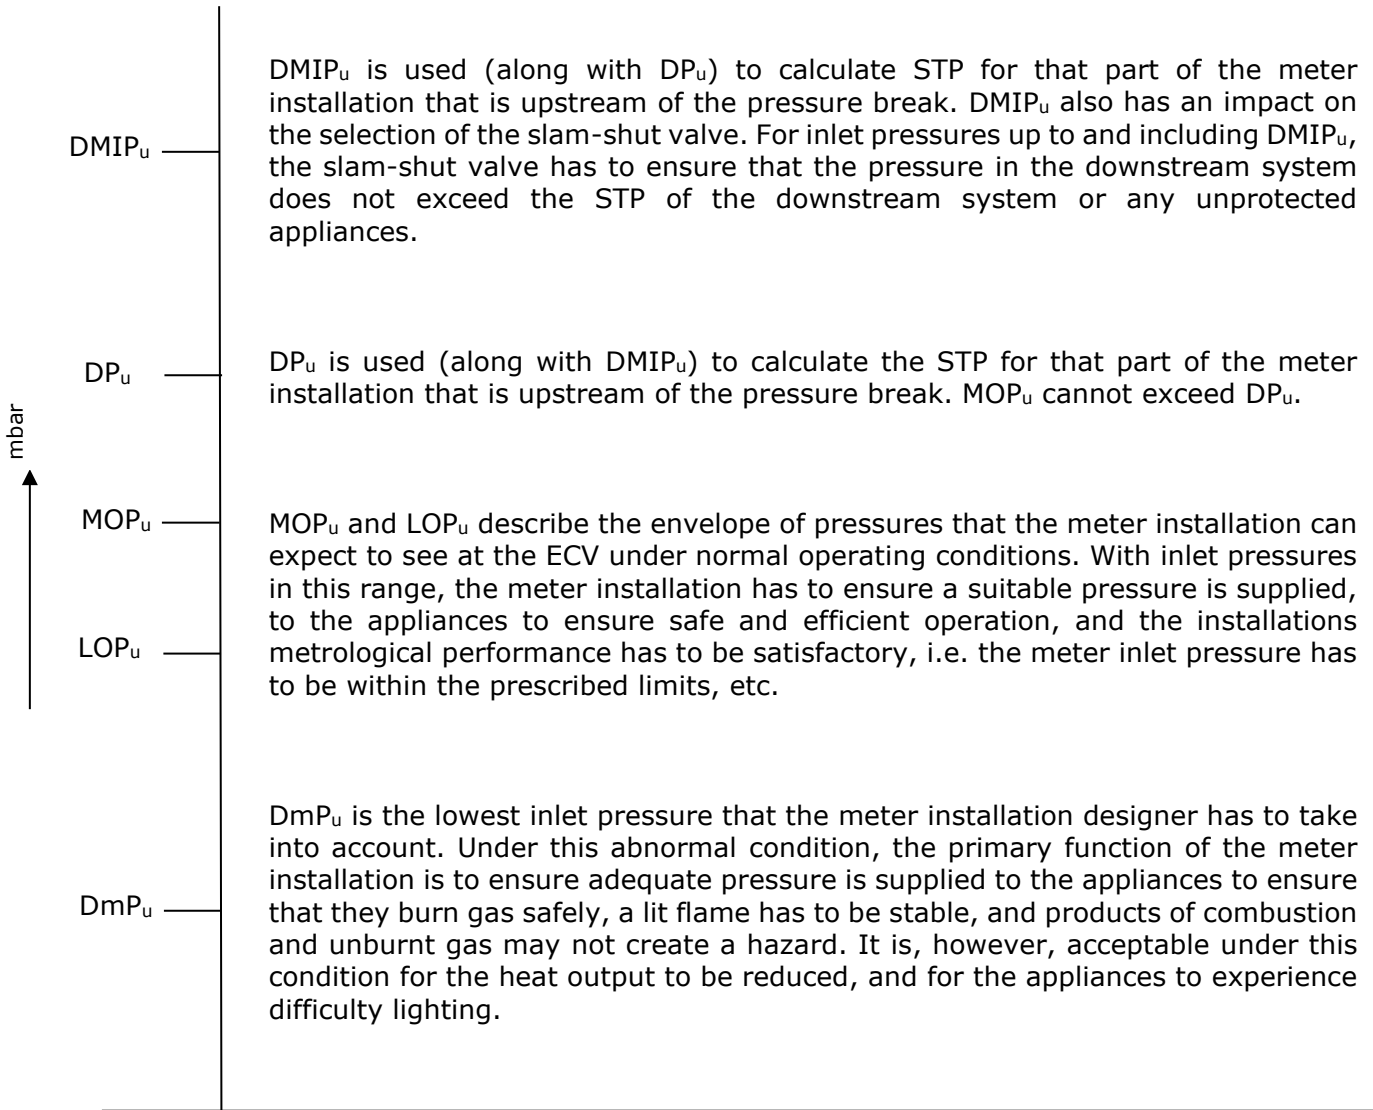 DMIPu is used (along with DPu) to calculate STP for that part of the meter
installation that is upstream of the pressure break. DMIPu also has an impact on
the selection of the slam-shut valve. For inlet pressures up to and including DMIPu,
the slam-shut valve has to ensure that the pressure in the downstream system
does not exceed the STP of the downstream system or any unprotected
appliances.
DMIPu
DPu is used (along with DMIPu) to calculate the STP for that part of the meter
installation that is upstream of the pressure break. MOPu cannot exceed DPu.
DPu
mbar
MOPu
MOPu and LOPu describe the envelope of pressures that the meter installation can
expect to see at the ECV under normal operating conditions. With inlet pressures
in this range, the meter installation has to ensure a suitable pressure is supplied,
to the appliances to ensure safe and efficient operation, and the installations
metrological performance has to be satisfactory, i.e. the meter inlet pressure has
to be within the prescribed limits, etc.
LOPu
DmPu is the lowest inlet pressure that the meter installation designer has to take
into account. Under this abnormal condition, the primary function of the meter
installation is to ensure adequate pressure is supplied to the appliances to ensure
that they burn gas safely, a lit flame has to be stable, and products of combustion
and unburnt gas may not create a hazard. It is, however, acceptable under this
condition for the heat output to be reduced, and for the appliances to experience
difficulty lighting.
DmPu